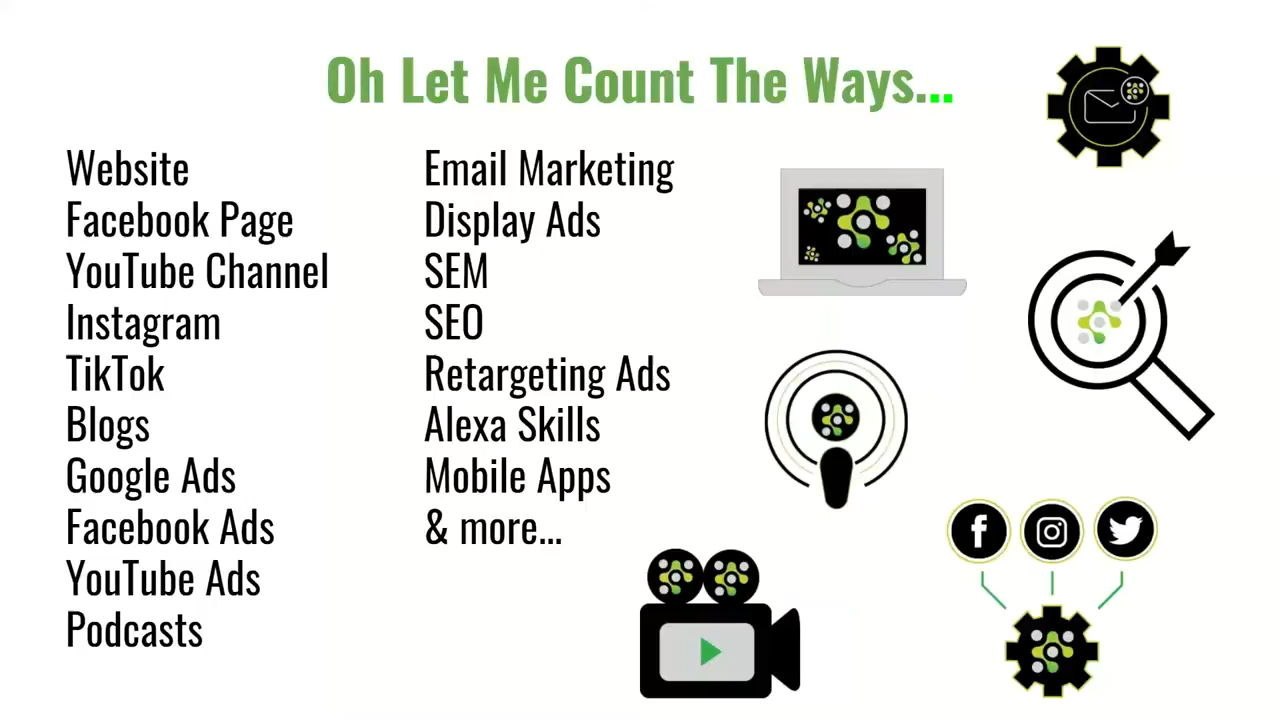 Oh Let Me Count The Ways...
Website
Facebook Page
YouTube Channel
Instagram
TikTok
Blogs
Google Ads
Facebook Ads
YouTube Ads
Podcasts
Email Marketing
Display Ads
SEM
SEO
Retargeting Ads
Alexa Skills
Mobile Apps
& more...